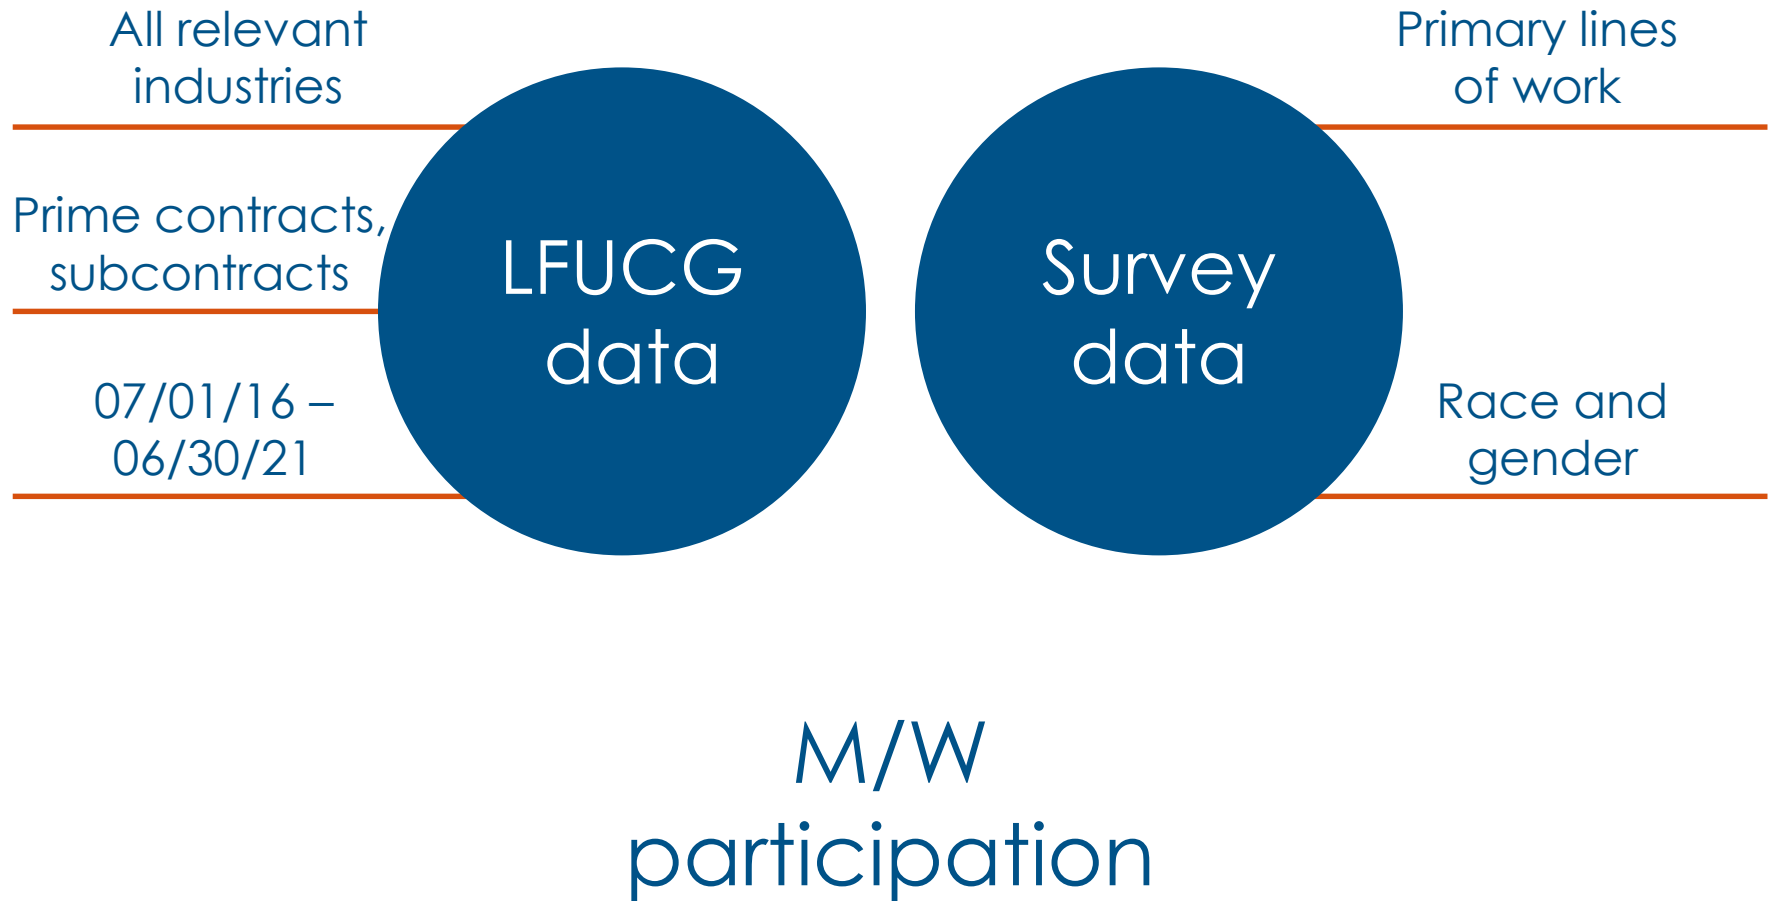 All relevant
industries
Prime contracts,
subcontracts
07/01/16 –
06/30/21
LFUCG
data
Survey
data
Primary lines
of work
Race and
gender
M/W
participation